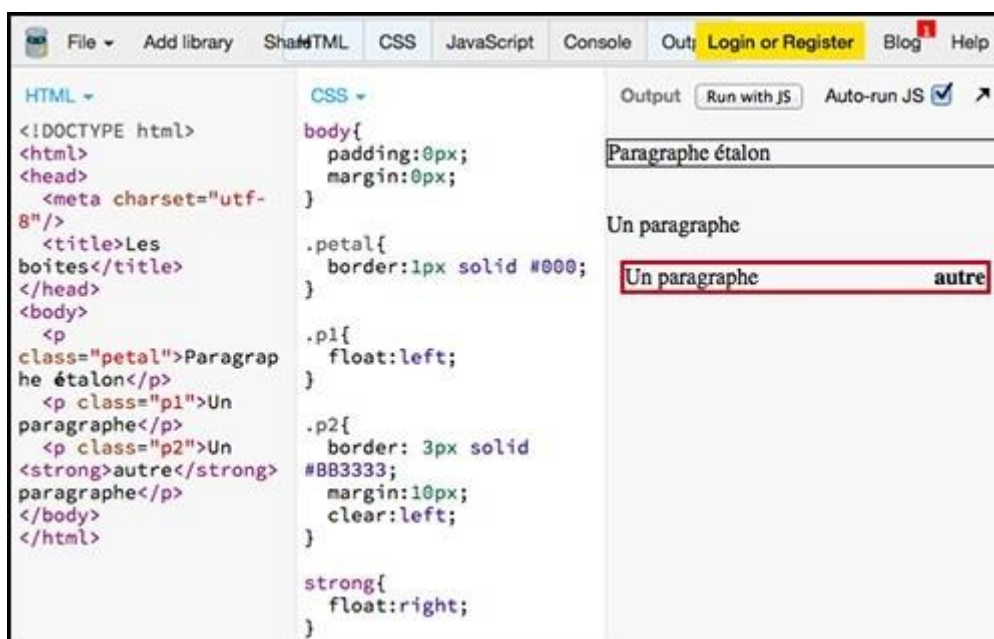 File Add library Share HTML CSS JavaScript Console Login or Register Blog 1 Help
HTML
<!DOCTYPE html>
<html>
<head>
<meta charset="utf-
8"/>
<title>Les
boites</title>
</head>
<body>
<p
class="petal">Paragrap
he étalon</p>
<p class="p1">Un
paragraphe</p>
<p class="p2">Un
<strong>autre</strong>
paragraphe</p>
</body>
</html>
CSS
body{
padding:0px;
margin:0px;
}
.petal{
border:1px solid #000;
}
.p1{
float:left;
}
.p2{
border: 3px solid
#BB3333;
margin:10px;
clear:left;
}
strong{
float:right;
}
Output Run with JS Auto-run JS
Paragraphe étalon
Un paragraphe
Un paragraphe autre